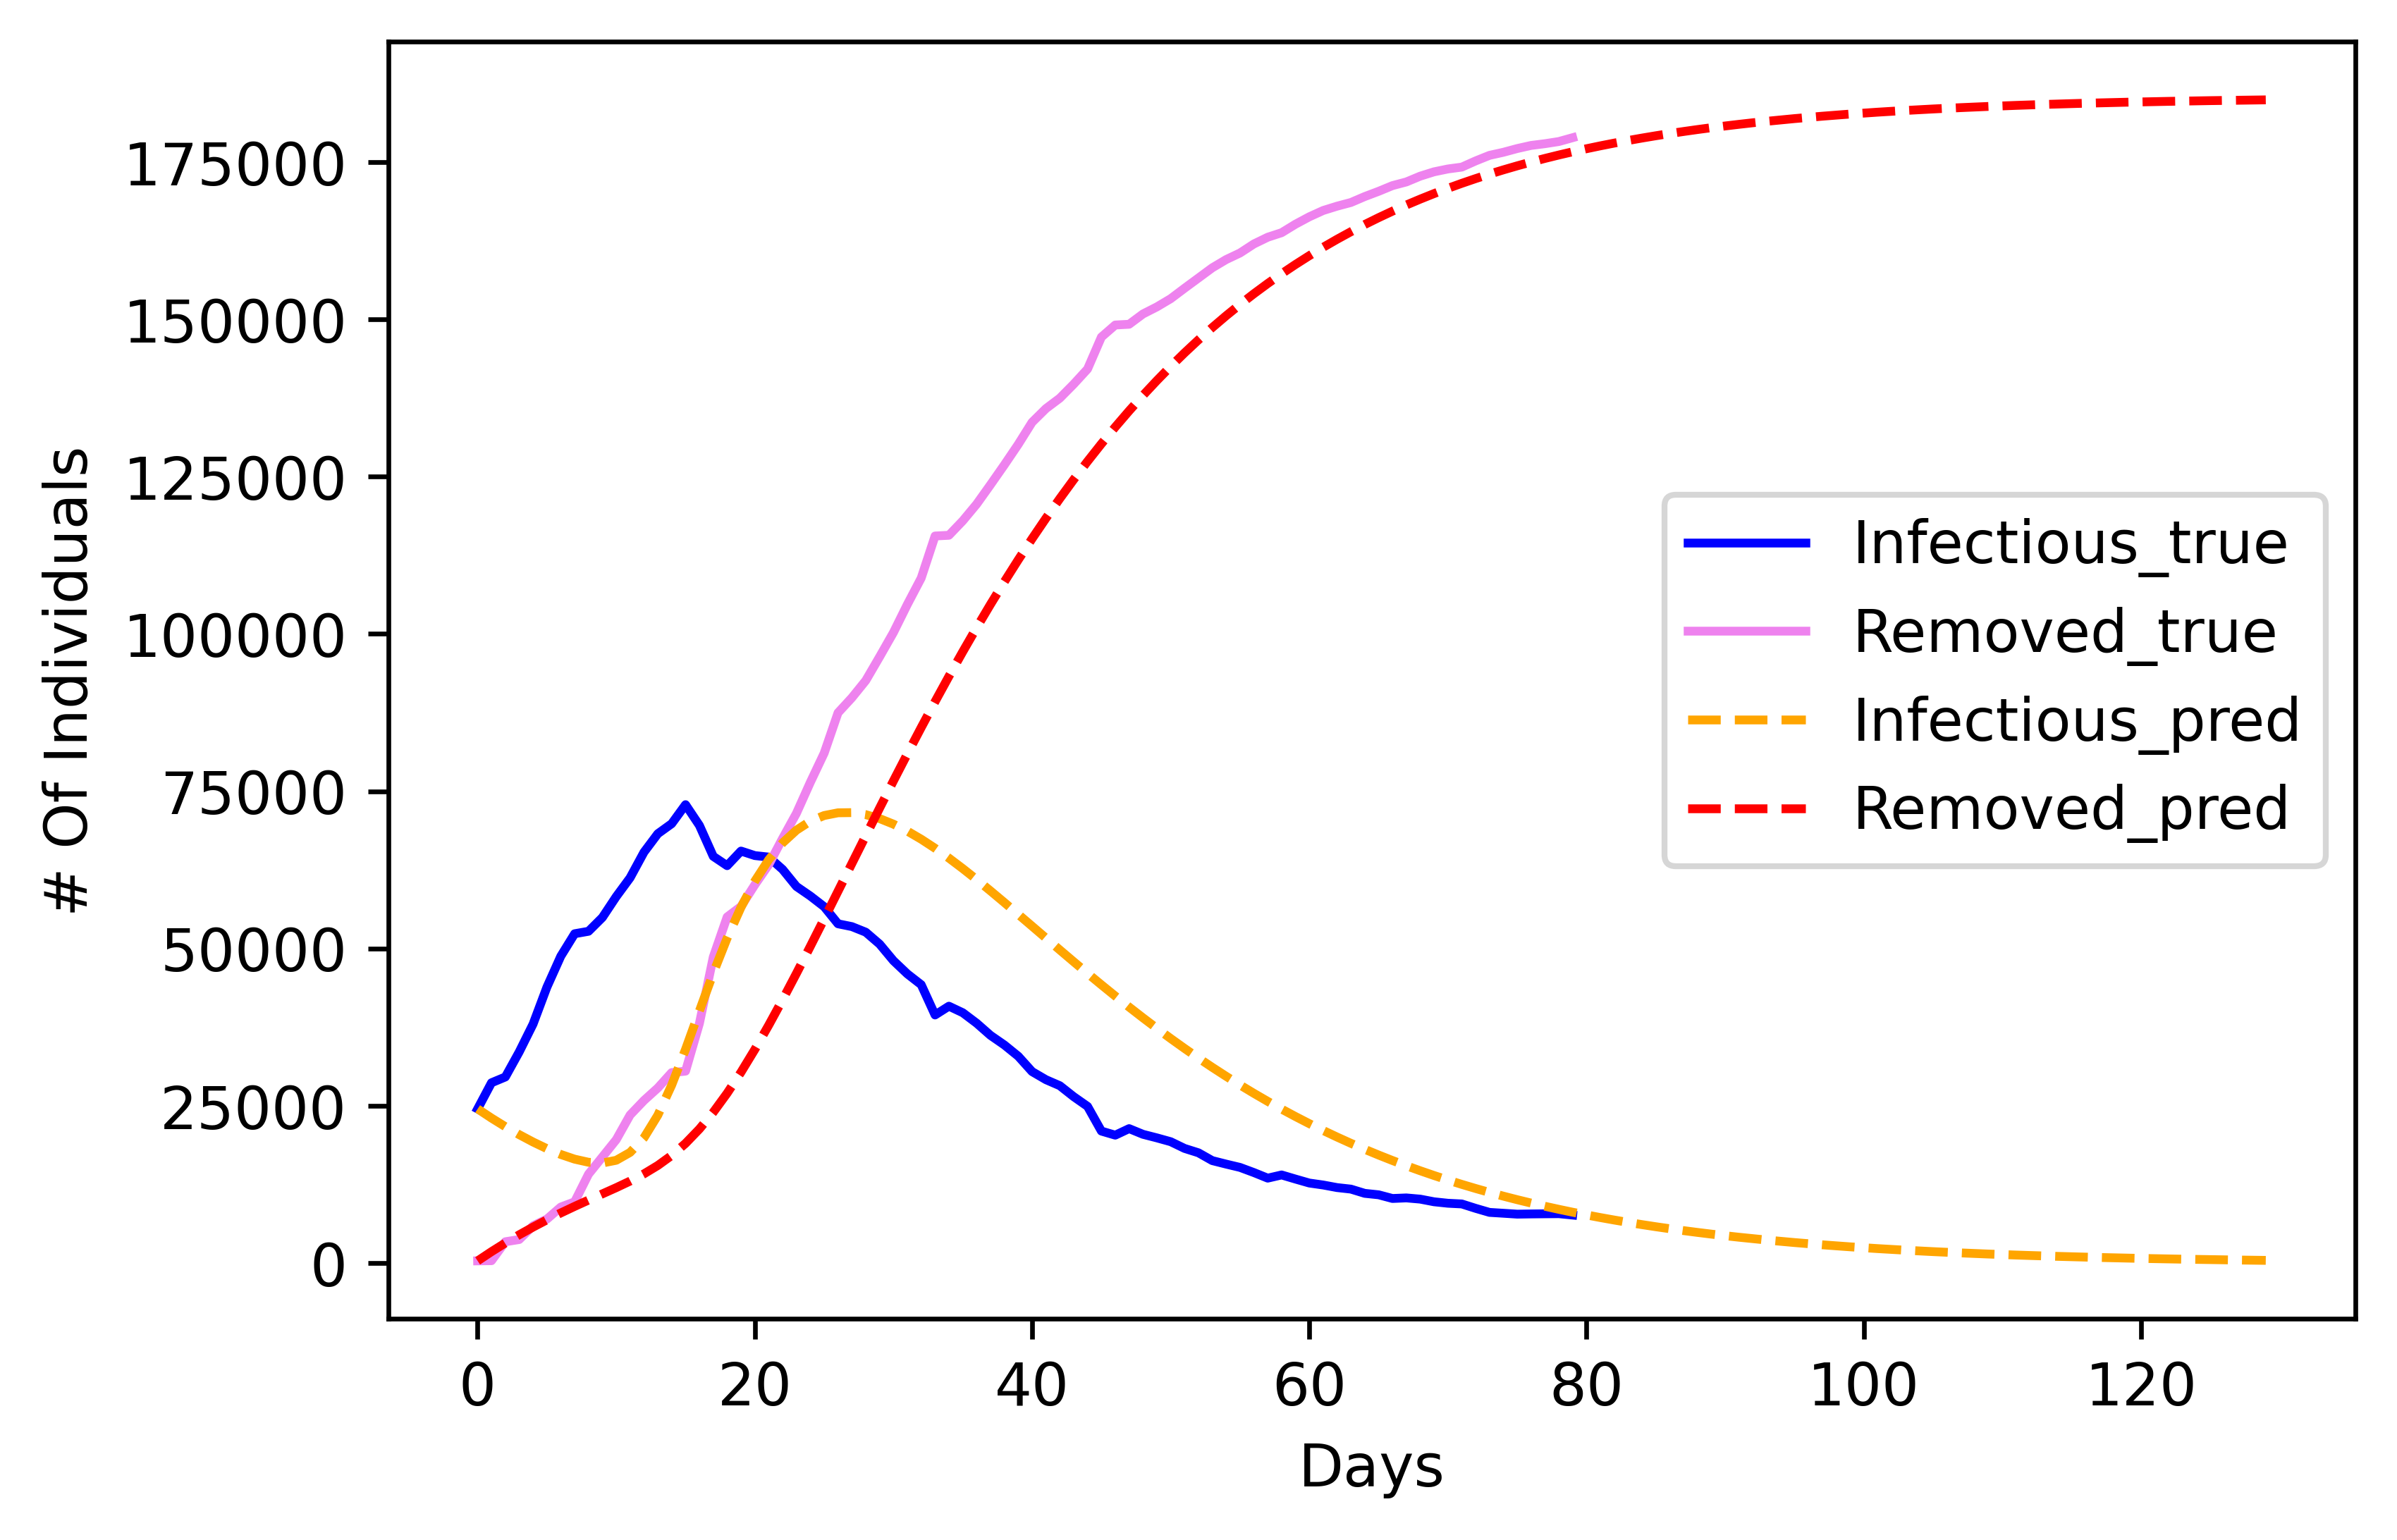 # Of Individuals
175000
150000
125000
100000
75000
50000
25000
0
Infectious_true
Removed_true
Infectious_pred
Removed_pred
0 20 40 60 80 100 120
Days